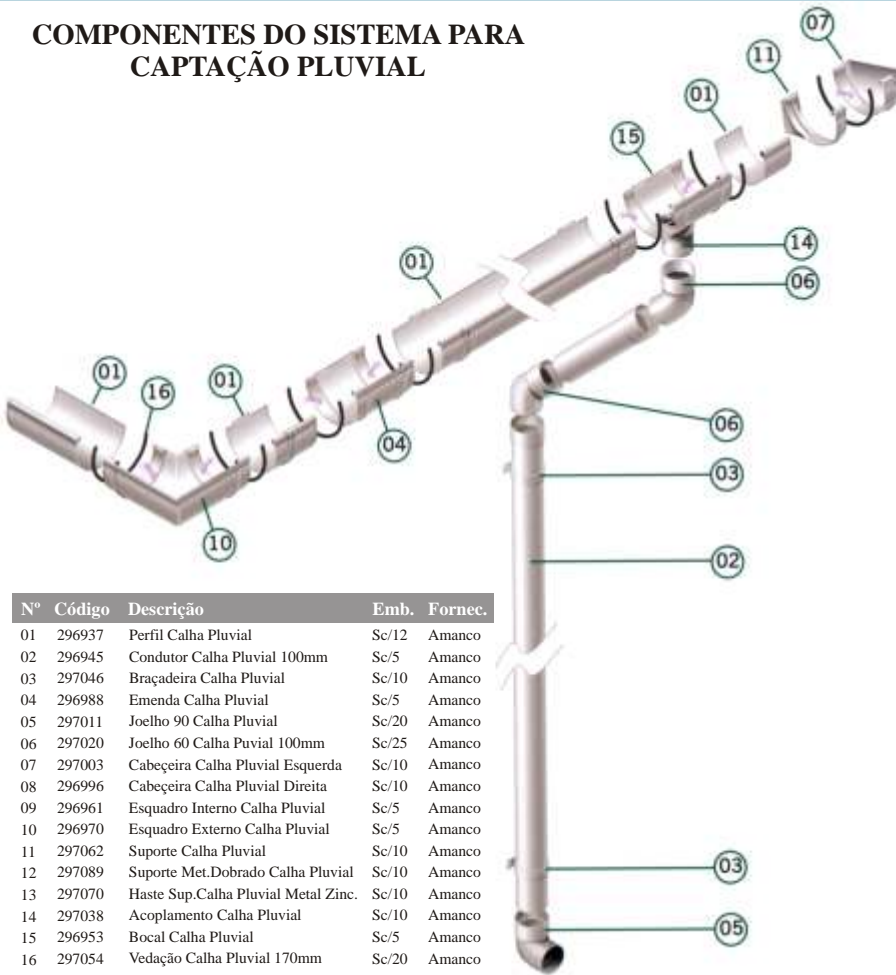 COMPONENTES DO SISTEMA PARA
CAPTAÇÃO PLUVIAL
07
11
01
15
14
01
06
01
16
01
04
06
03
10
02
Nº Código Descrição Emb. Fornec.
01 296937 Perfil Calha Pluvial Sc/12 Amanco
02 296945 Condutor Calha Pluvial 100mm Sc/5 Amanco
03 297046 Braçadeira Calha Pluvial Sc/10 Amanco
04 296988 Emenda Calha Pluvial Sc/5 Amanco
05 297011 Joelho 90 Calha Pluvial Sc/20 Amanco
06 297020 Joelho 60 Calha Puvial 100mm Sc/25 Amanco
07 297003 Cabeçeira Calha Pluvial Esquerda Sc/10 Amanco
08 296996 Cabeçeira Calha Pluvial Direita Sc/10 Amanco
09 296961 Esquadro Interno Calha Pluvial Sc/5 Amanco
10 296970 Esquadro Externo Calha Pluvial Sc/5 Amanco
11 297062 Suporte Calha Pluvial Sc/10 Amanco
12 297089 Suporte Met.Dobrado Calha Pluvial Sc/10 Amanco
13 297070 Haste Sup.Calha Pluvial Metal Zinc. Sc/10 Amanco
14 297038 Acoplamento Calha Pluvial Sc/10 Amanco
15 296953 Bocal Calha Pluvial Sc/5 Amanco
16 297054 Vedação Calha Pluvial 170mm Sc/20 Amanco
03
05